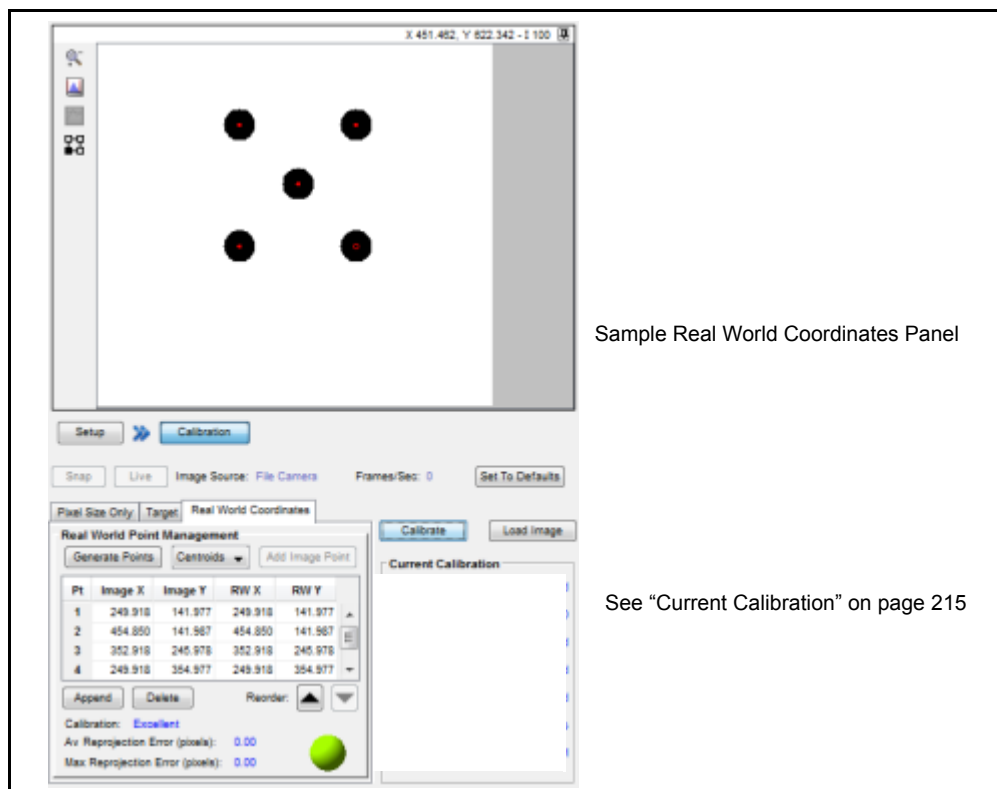 X 451.462, Y 622.342 - I 100
Sample Real World Coordinates Panel
Setup Calibration
Snap Live Image Source: File Camera Frames/Sec: 0 Set To Defaults
Pixel Size Only Target Real World Coordinates
Calibrate Load Image
Real World Point Management
Generate Points Centroids Add Image Point
Current Calibration
Pt Image X Image Y RW X RW Y
1 249.918 141.977 249.918 141.977
2 454.850 141.987 454.850 141.987
3 352.918 245.978 352.918 245.978
4 249.918 354.977 249.918 354.977
See “Current Calibration” on page 215
Append Delete Reorder:
Calibration: Excellent
Av Reprojection Error (pixels): 0.00
Max Reprojection Error (pixels): 0.00